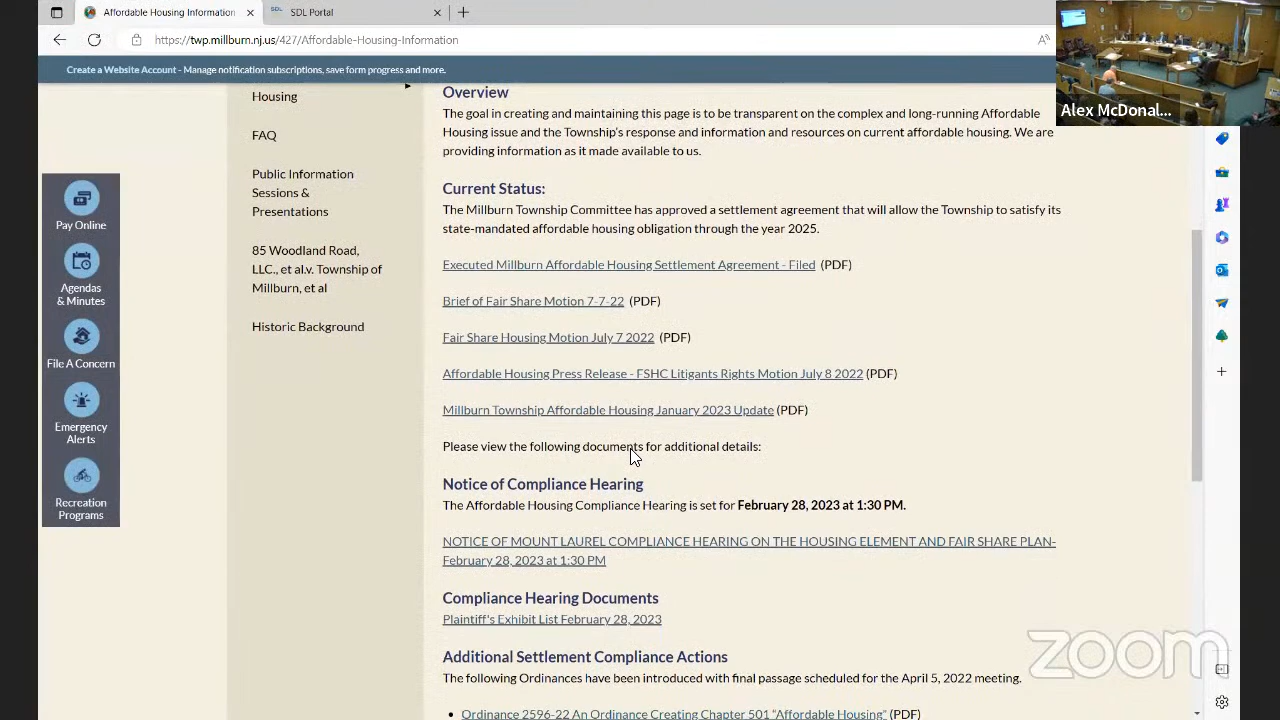 Affordable Housing Information
SDL Portal
https://twp.millburn.nj.us/427/Affordable-Housing-Information
Create a Website Account - Manage notification subscriptions, save form progress and more.
Alex McDonal...
Pay Online
Agendas
& Minutes
File A Concern
Emergency
Alerts
Recreation
Programs
Housing
FAQ
Public Information
Sessions &
Presentations
85 Woodland Road,
LLC., et al.v. Township of
Millburn, et al
Historic Background
Overview
The goal in creating and maintaining this page is to be transparent on the complex and long-running Affordable
Housing issue and the Township's response and information and resources on current affordable housing. We are
providing information as it made available to us.
Current Status:
The Millburn Township Committee has approved a settlement agreement that will allow the Township to satisfy its
state-mandated affordable housing obligation through the year 2025.
Executed Millburn Affordable Housing Settlement Agreement - Filed (PDF)
Brief of Fair Share Motion 7-7-22 (PDF)
Fair Share Housing Motion July 7 2022 (PDF)
Affordable Housing Press Release - FSHC Litigants Rights Motion July 8 2022 (PDF)
Millburn Township Affordable Housing January 2023 Update (PDF)
Please view the following documents for additional details:
Notice of Compliance Hearing
The Affordable Housing Compliance Hearing is set for February 28, 2023 at 1:30 PM.
NOTICE OF MOUNT LAUREL COMPLIANCE HEARING ON THE HOUSING ELEMENT AND FAIR SHARE PLAN-
February 28, 2023 at 1:30 PM
Compliance Hearing Documents
Plaintiff's Exhibit List February 28, 2023
Additional Settlement Compliance Actions
The following Ordinances have been introduced with final passage scheduled for the April 5, 2022 meeting.
• Ordinance 2596-22 An Ordinance Creating Chapter 501 "Affordable Housing" (PDF)
zoom